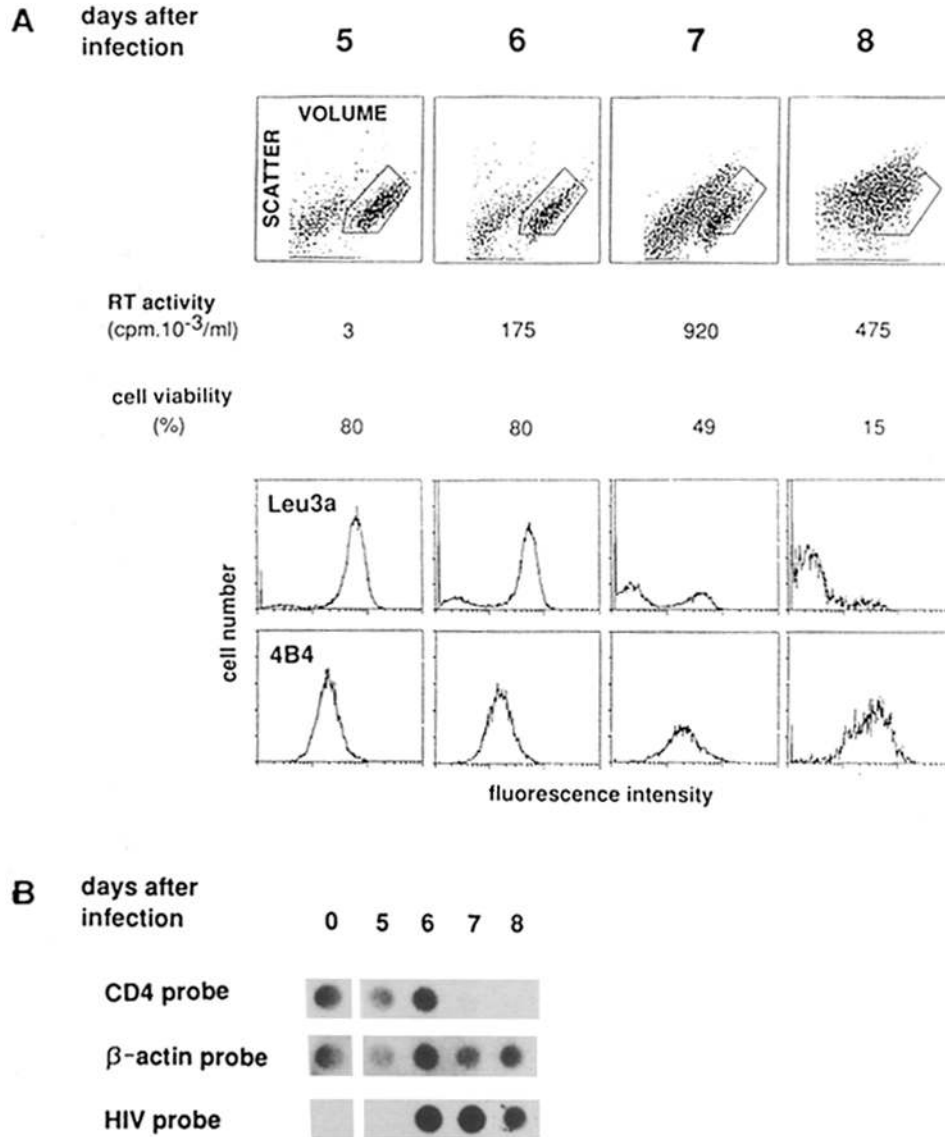 A days after infection 5 6 7 8
VOLUME
SCATTER
RT activity
(cpm.10⁻³/ml) 3 175 920 475
cell viability
(%) 80 80 49 15
Leu3a
4B4
cell number
fluorescence intensity
B days after infection 0 5 6 7 8
CD4 probe
β-actin probe
HIV probe